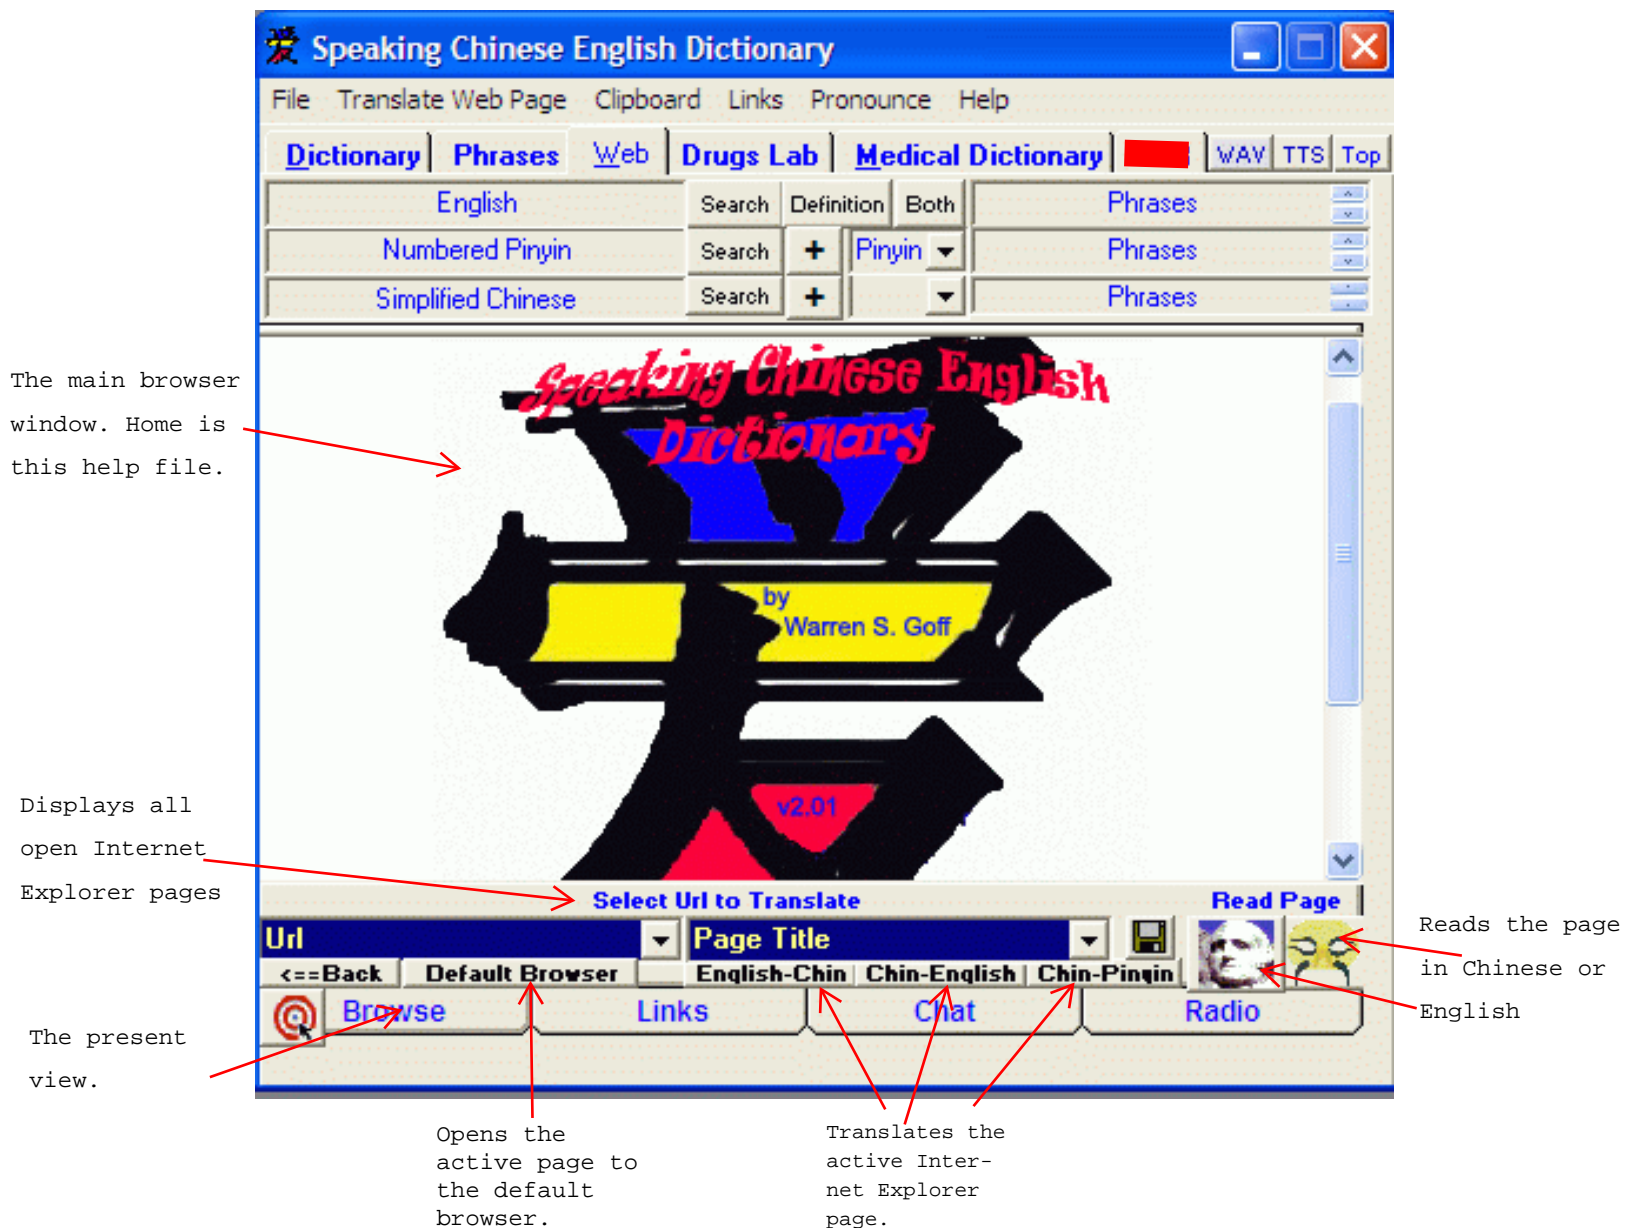 Speaking Chinese English Dictionary
File Translate Web Page Clipboard Links Pronounce Help
Dictionary Phrases Web Drugs Lab Medical Dictionary WAV TTS Top
English Search Definition Both Phrases
Numbered Pinyin Search + Pinyin Phrases
Simplified Chinese Search + Phrases
Speaking Chinese English
Dictionary
by
Warren S. Goff
v2.01
The main browser
window. Home is
this help file.
Displays all
open Internet
Explorer pages
Select Url to Translate Read Page
Url Page Title
<==Back Default Browser English-Chin Chin-English Chin-Pinyin
Browse Links Chat Radio
Reads the page
in Chinese or
English
The present
view.
Opens the
active page to
the default
browser.
Translates the
active Inter-
net Explorer
page.